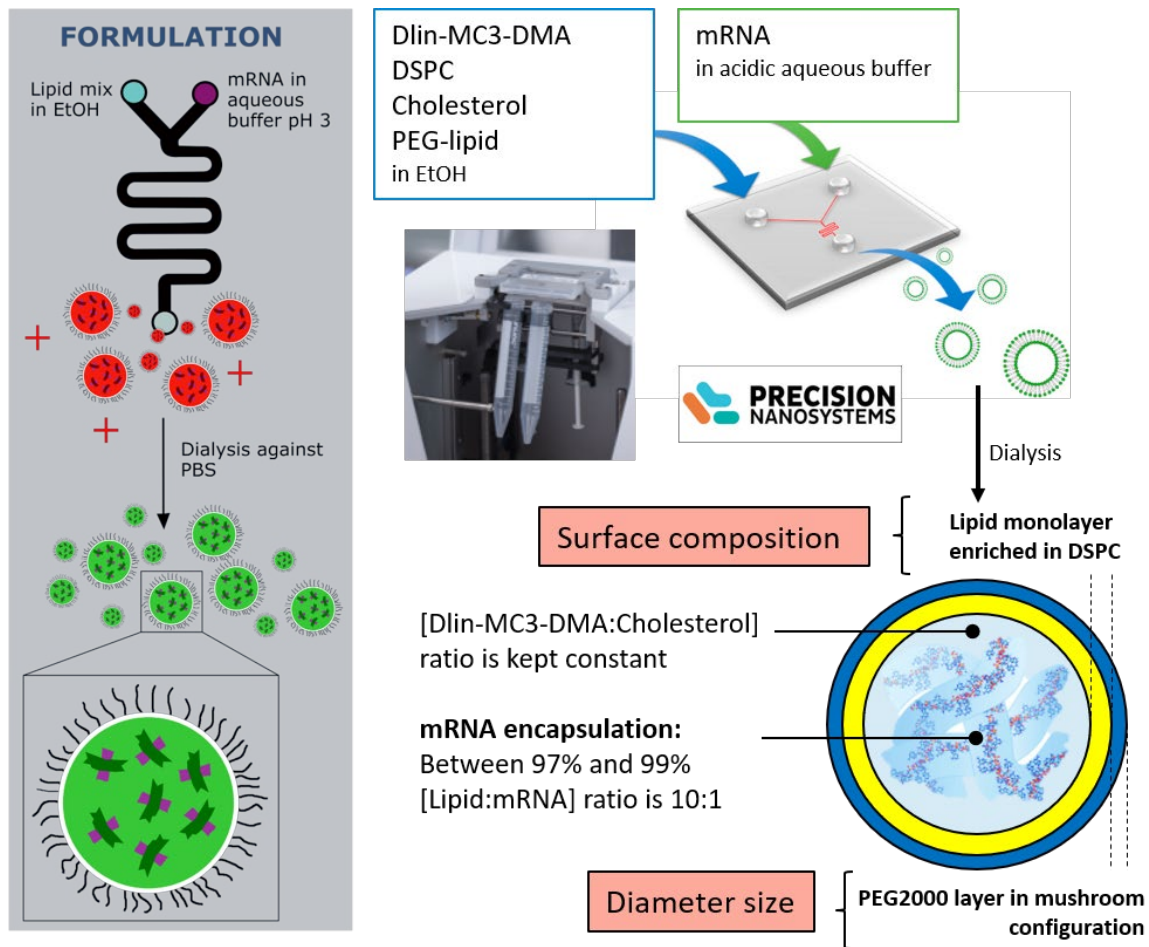 FORMULATION
Lipid mix
in EtOH
mRNA in
aqueous
buffer pH 3
Dialysis against
PBS
Dlin-MC3-DMA
DSPC
Cholesterol
PEG-lipid
in EtOH
mRNA
in acidic aqueous buffer
PRECISION
NANOSYSTEMS
Dialysis
Surface composition
Lipid monolayer
enriched in DSPC
[Dlin-MC3-DMA:Cholesterol]
ratio is kept constant
mRNA encapsulation:
Between 97% and 99%
[Lipid:mRNA] ratio is 10:1
Diameter size
PEG2000 layer in mushroom
configuration